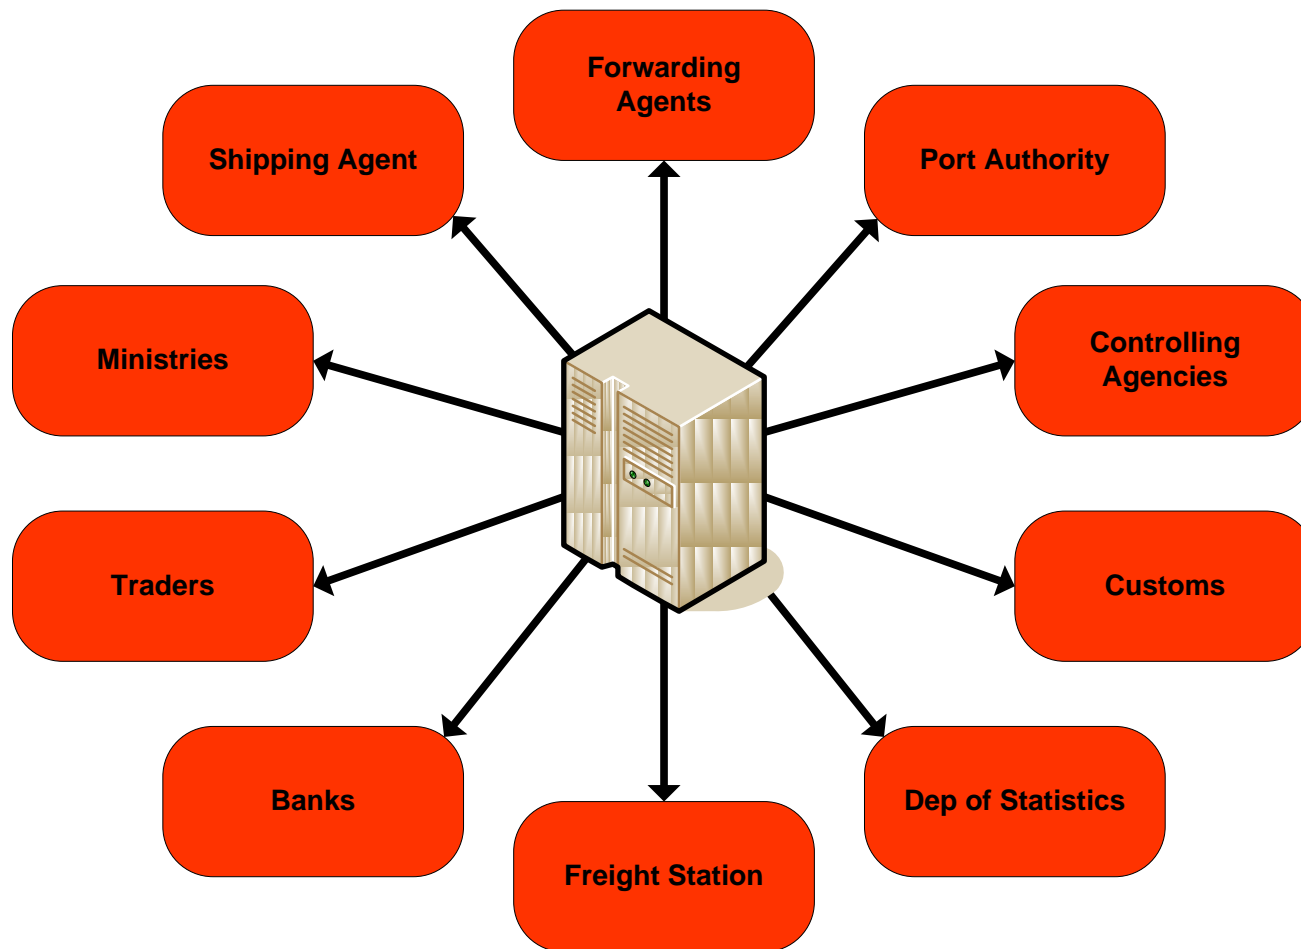 Forwarding
Agents
Shipping Agent
Port Authority
Ministries
Controlling
Agencies
Traders
Customs
Banks
Dep of Statistics
Freight Station